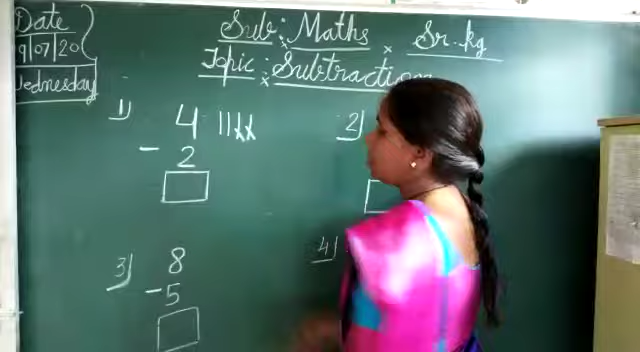 Date
9/07/20
Wednesday
Sub: Maths × Sr. kg
Topic: Subtraction
1) 4
- 2
2)
3) 8
- 5
4)